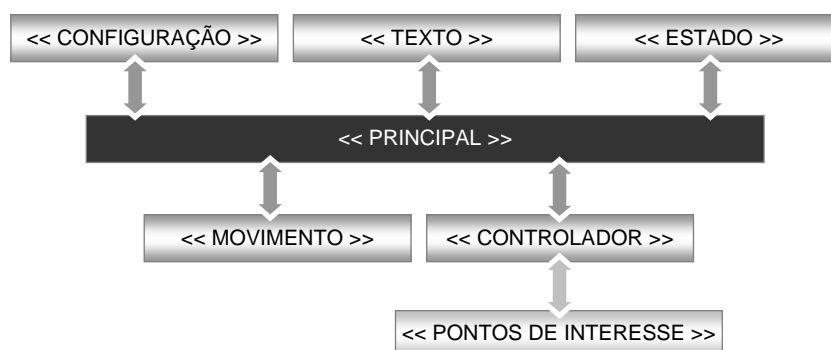 << CONFIGURAÇÃO >>
<< TEXTO >>
<< ESTADO >>
<< PRINCIPAL >>
<< MOVIMENTO >>
<< CONTROLADOR >>
<< PONTOS DE INTERESSE >>